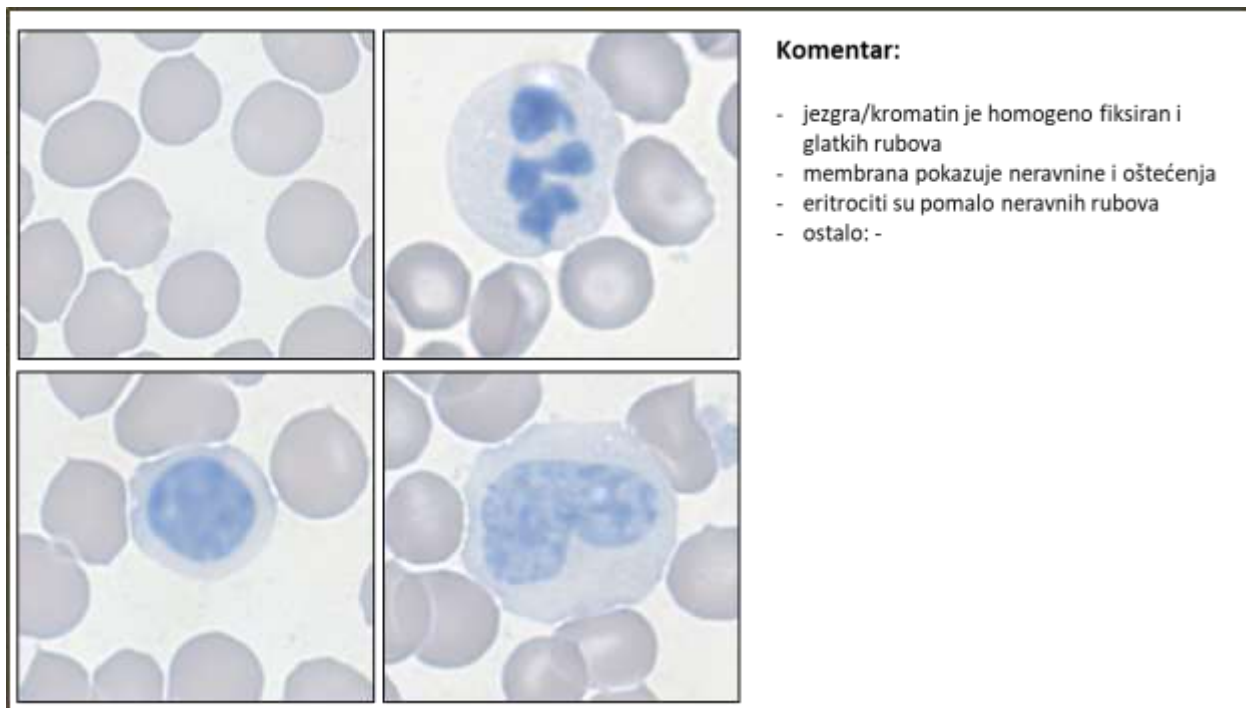 Komentar:
- jezgra/kromatin je homogeno fiksiran i
glatkih rubova
- membrana pokazuje neravnine i oštećenja
- eritrociti su pomalo neravnih rubova
- ostalo: -